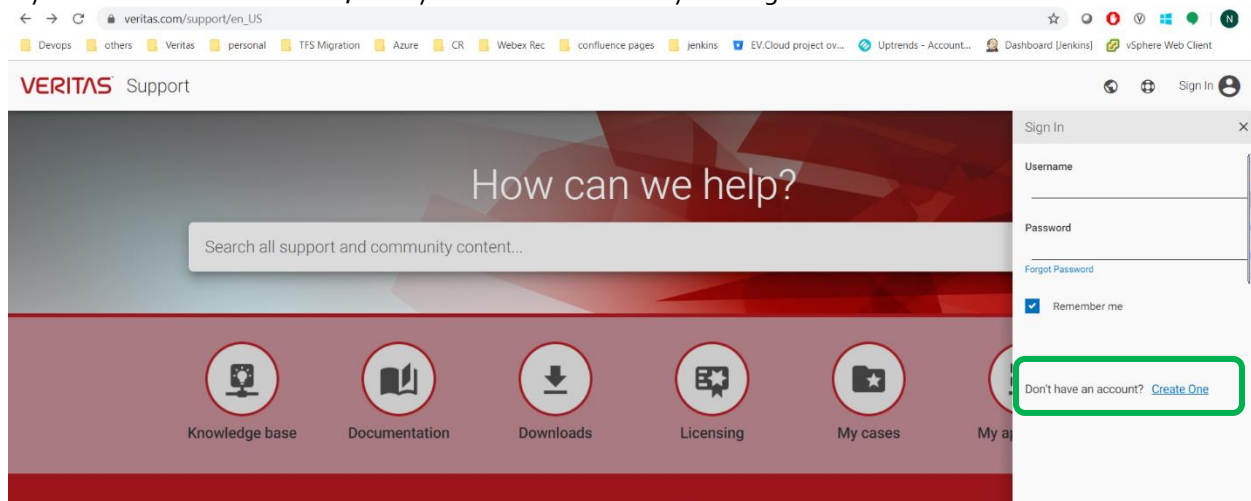 veritas.com/support/en_US
N
Devops others Veritas personal TFS Migration Azure CR Webex Rec confluence pages jenkins EV.Cloud project ov... Uptrends - Account... Dashboard [Jenkins] vSphere Web Client
VERITAS Support
Sign In
Sign In
Username
How can we help?
Password
Search all support and community content...
Forgot Password
Remember me
Don't have an account? Create One
Knowledge base Documentation Downloads Licensing My cases My ap